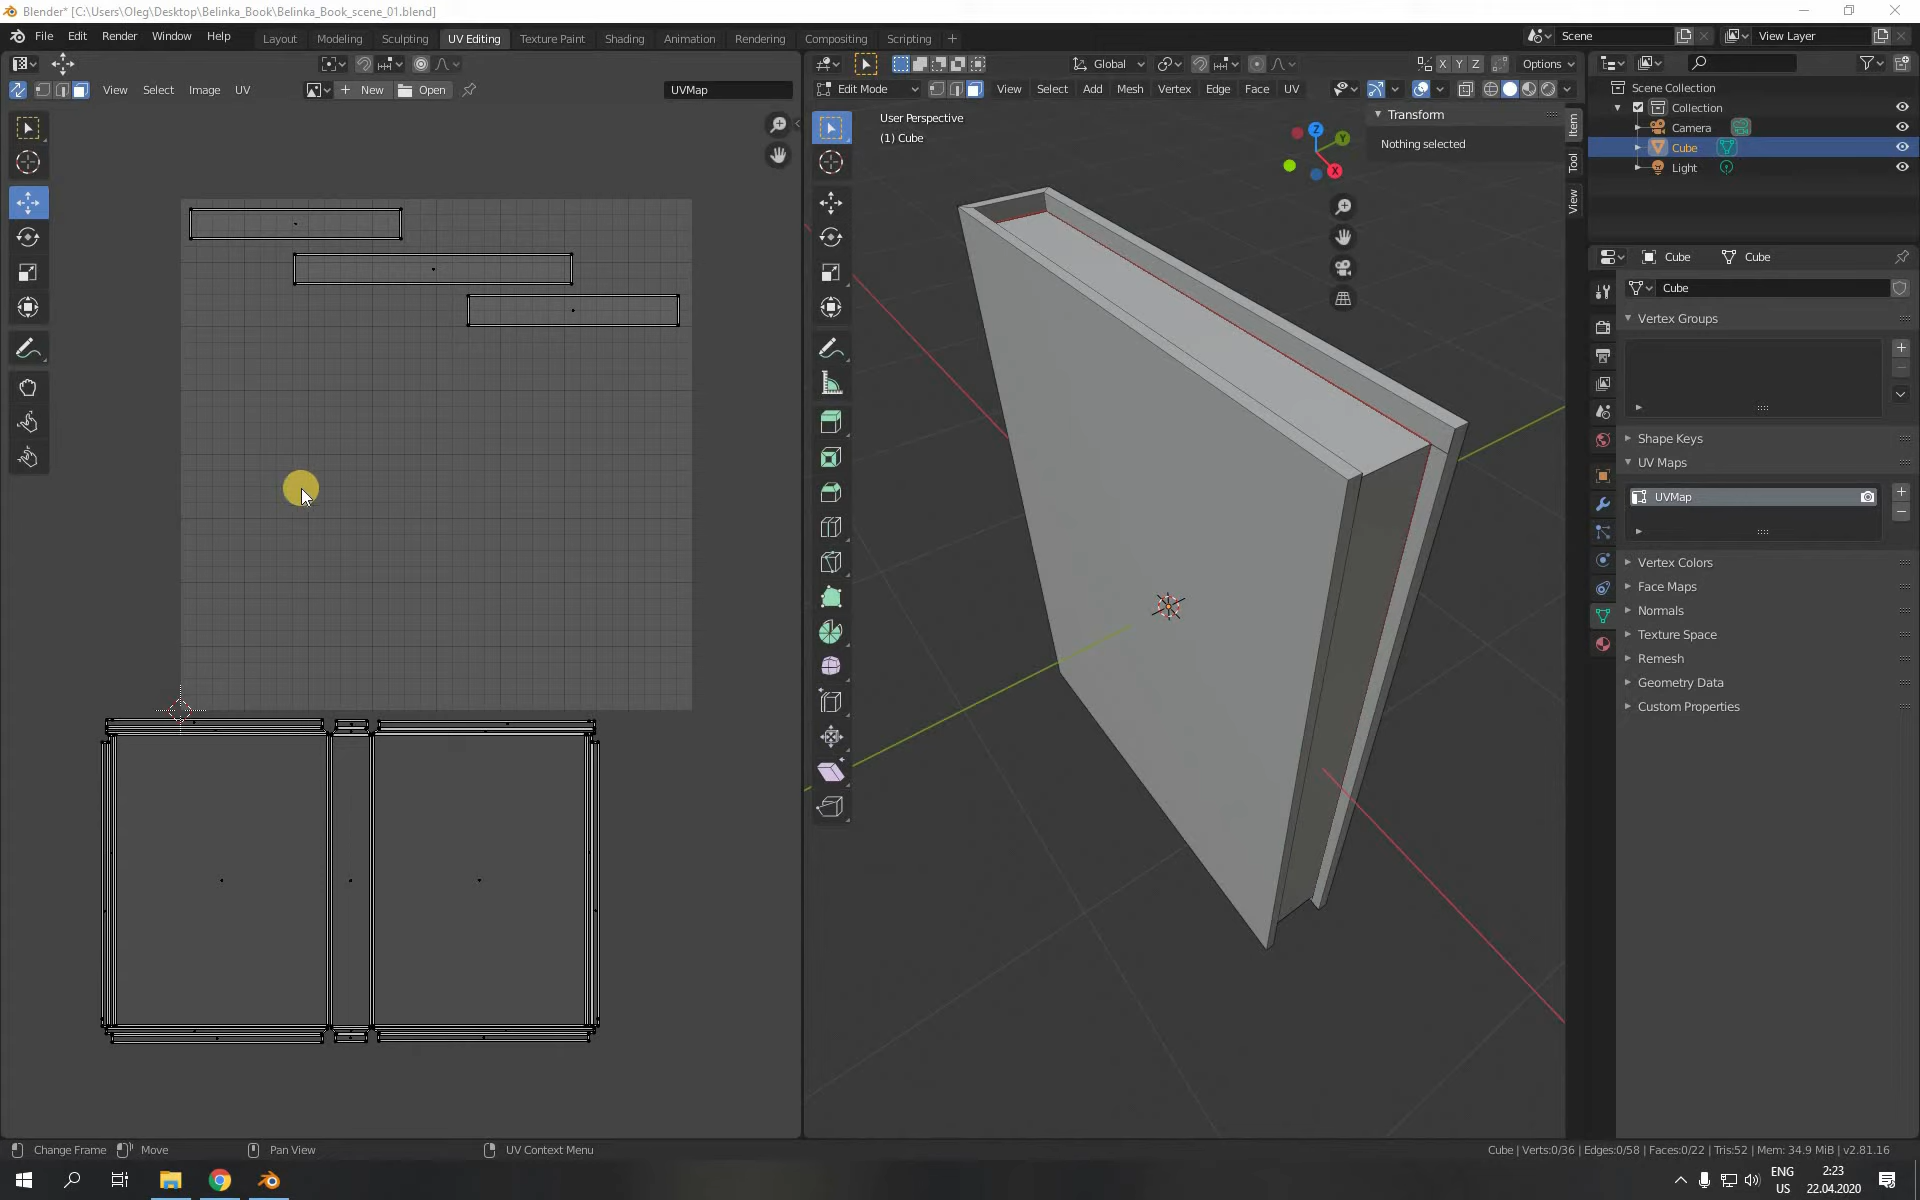 Blender* [C:\Users\Oleg\Desktop\Belinka_Book\Belinka_Book_scene_01.blend]
File Edit Render Window Help
Layout Modeling Sculpting UV Editing Texture Paint Shading Animation Rendering Compositing Scripting
Scene
View Layer
Global
X Y Z
Options
View Select Image UV
New
Open
UVMap
Edit Mode
View Select Add Mesh Vertex Edge Face UV
User Perspective
(1) Cube
Z
Y
X
Transform
Nothing selected
Item
Tool
View
Scene Collection
Collection
Camera
Cube
Light
Cube
Cube
Cube
Vertex Groups
Shape Keys
UV Maps
UVMap
Vertex Colors
Face Maps
Normals
Texture Space
Remesh
Geometry Data
Custom Properties
Change Frame
Move
Pan View
UV Context Menu
Cube | Verts:0/36 | Edges:0/58 | Faces:0/22 | Tris:52 | Mem: 34.9 MiB | v2.81.16
ENG
US
2:23
22.04.2020